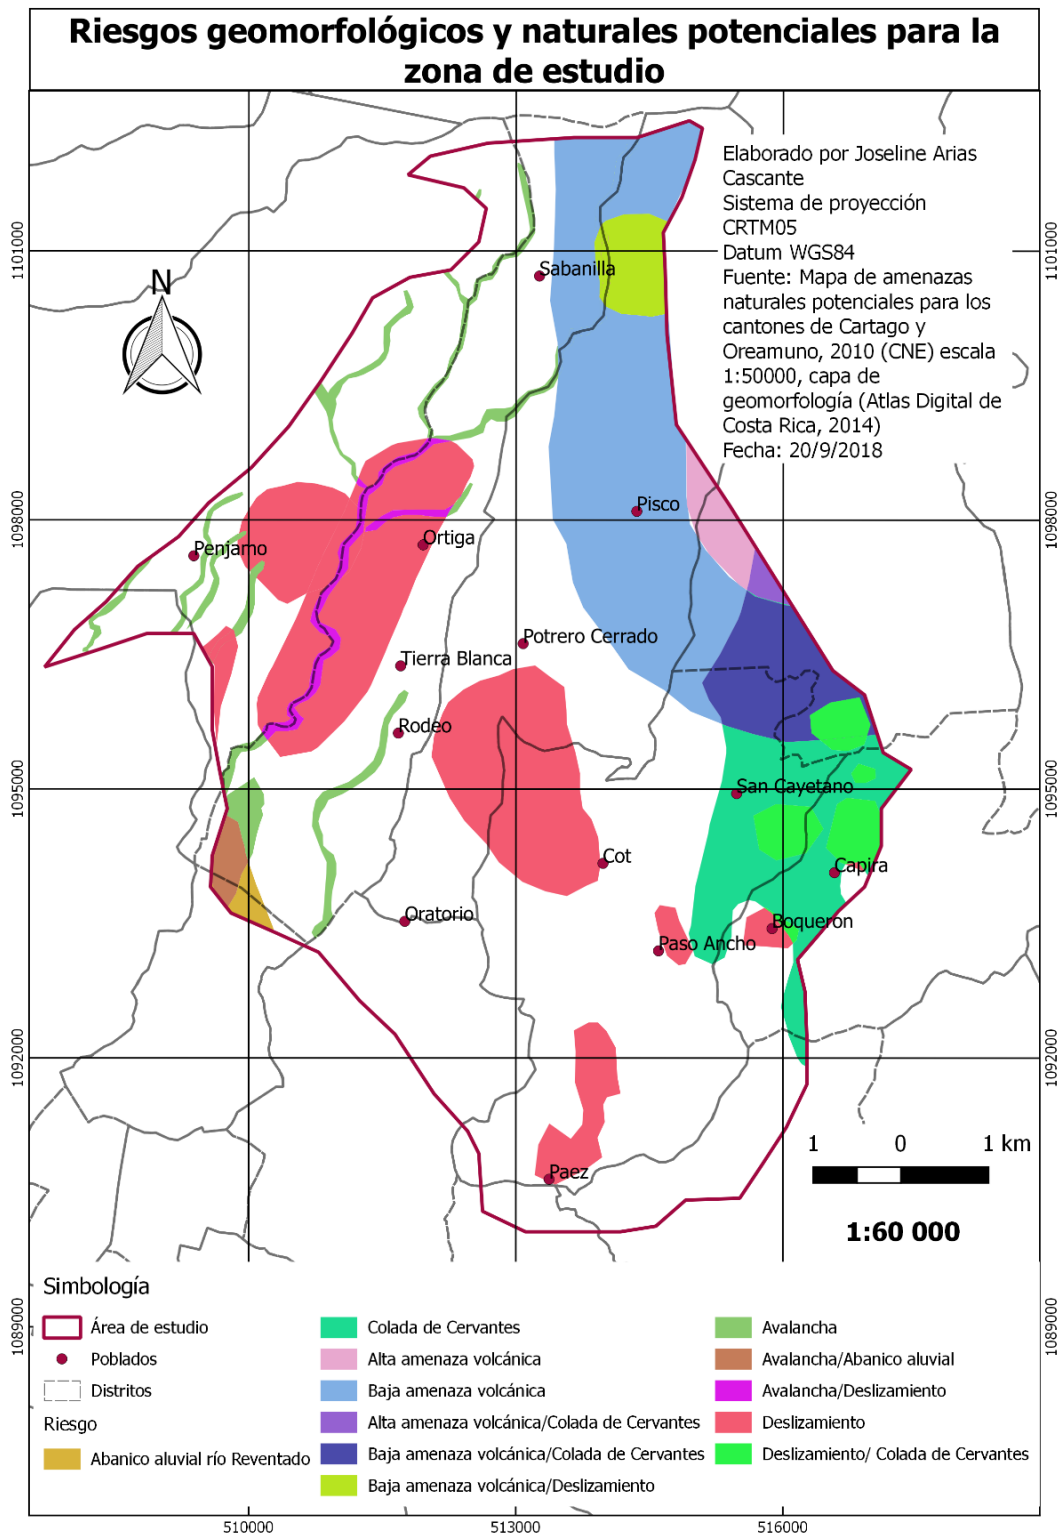 Riesgos geomorfológicos y naturales potenciales para la
zona de estudio
Elaborado por Joseline Arias
Cascante
Sistema de proyección
CRTM05
Datum WGS84
Fuente: Mapa de amenazas
naturales potenciales para los
cantones de Cartago y
Oreamuno, 2010 (CNE) escala
1:50000, capa de
geomorfología (Atlas Digital de
Costa Rica, 2014)
Fecha: 20/9/2018
N
1101000
1101000
Sabanilla
Pisco
1098000
1098000
Penjamo
Ortiga
Potrero Cerrado
Tierra Blanca
Rodeo
1095000
1095000
San Cayetano
Cot
Capira
Oratorio
Boqueron
Paso Ancho
1092000
1092000
Paez
1 0 1 km
1:60 000
1089000
1089000
Simbología
Área de estudio
Poblados
Distritos
Riesgo
Abanico aluvial río Reventado
Colada de Cervantes
Alta amenaza volcánica
Baja amenaza volcánica
Alta amenaza volcánica/Colada de Cervantes
Baja amenaza volcánica/Colada de Cervantes
Baja amenaza volcánica/Deslizamiento
Avalancha
Avalancha/Abanico aluvial
Avalancha/Deslizamiento
Deslizamiento
Deslizamiento/ Colada de Cervantes
510000 513000 516000